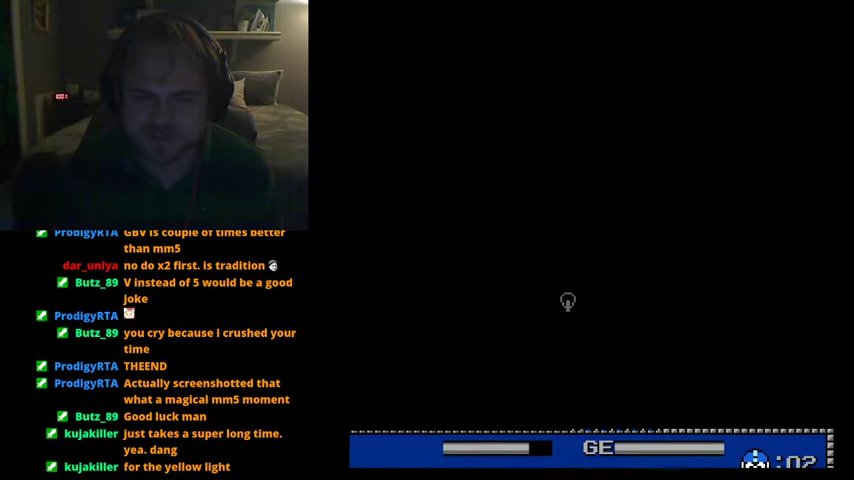 ProdigyRTA GBV is couple of times better
than mm5
dar_uniya no do x2 first. is tradition
Butz_89 V instead of 5 would be a good
joke
ProdigyRTA
Butz_89 you cry because i crushed your
time
ProdigyRTA THEEND
ProdigyRTA Actually screenshotted that
what a magical mm5 moment
Butz_89 Good luck man
kujakiller just takes a super long time.
yea. dang
kujakiller for the yellow light
GE
:02